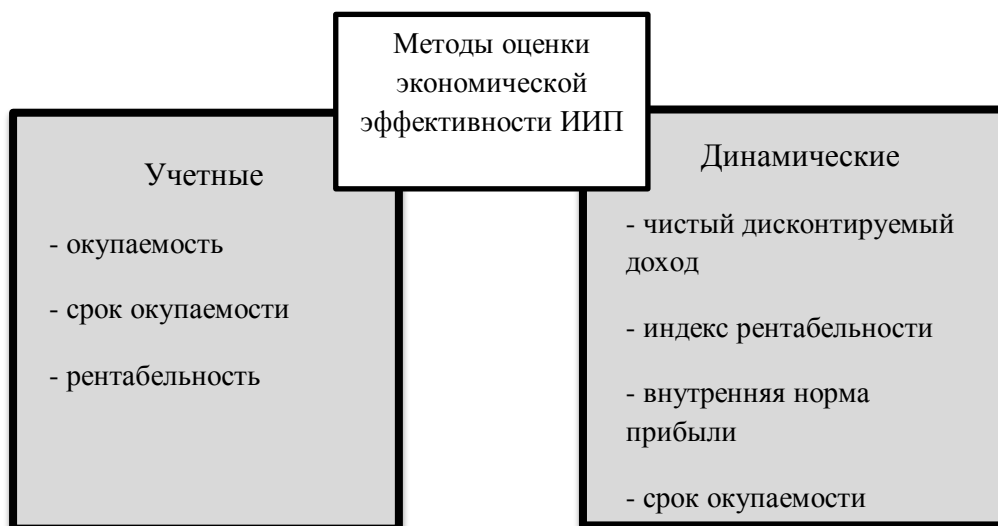 Методы оценки
экономической
эффективности ИИП
Учетные
- окупаемость
- срок окупаемости
- рентабельность
Динамические
- чистый дисконтируемый
доход
- индекс рентабельности
- внутренняя норма
прибыли
- срок окупаемости